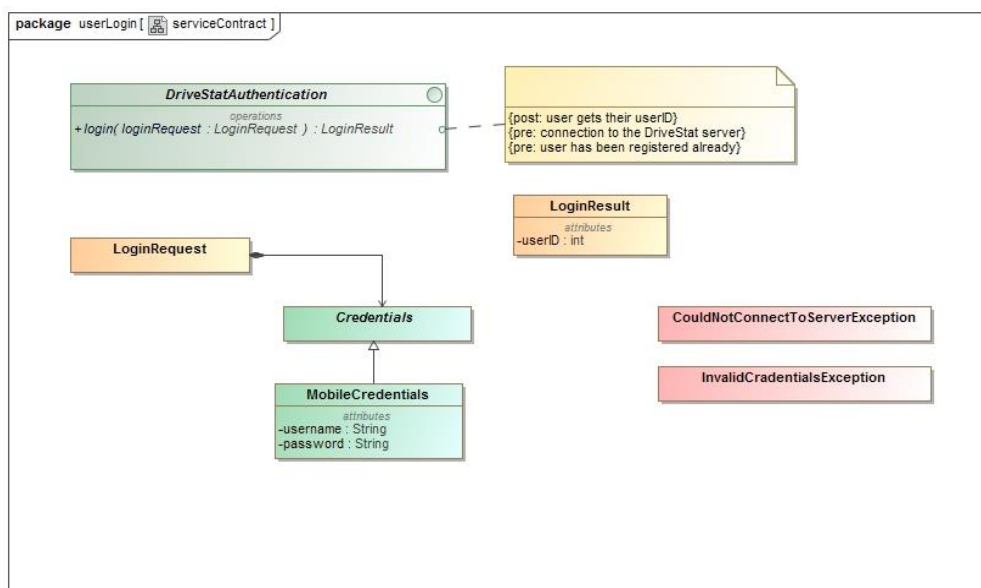 package userLogin[ serviceContract ]
DriveStatAuthentication
operations
+login( loginRequest : LoginRequest ) : LoginResult
{post: user gets their userID}
{pre: connection to the DriveStat server}
{pre: user has been registered already}
LoginResult
attributes
-userID : int
LoginRequest
Credentials
CouldNotConnectToServerException
InvalidCradentialsException
MobileCredentials
attributes
-username : String
-password : String